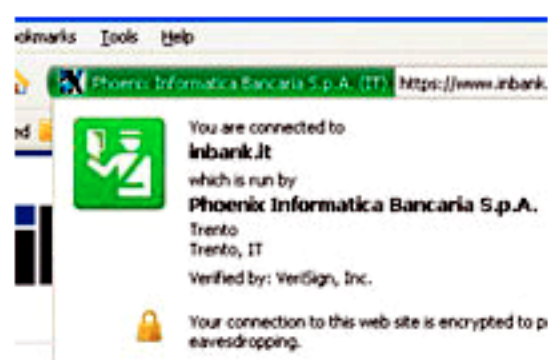 Tools Help
Phoenix Informatica Bancaria S.p.A. (IT) https://www.inbank.
You are connected to
inbank.it
which is run by
Phoenix Informatica Bancaria S.p.A.
Trento
Trento, IT
Verified by: VeriSign, Inc.
Your connection to this web site is encrypted to
eavesdropping.